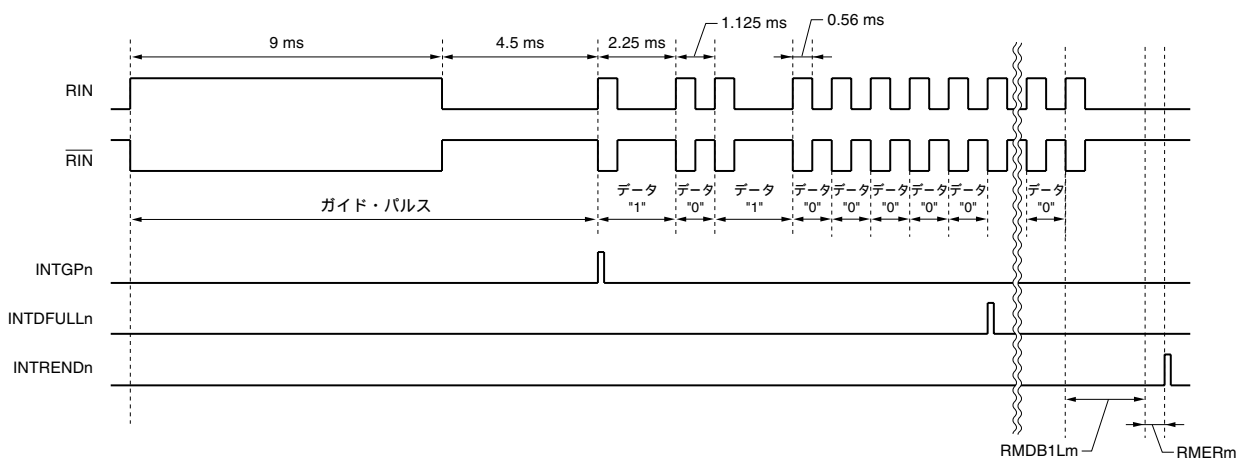 1.125 ms
0.56 ms
9 ms
4.5 ms
2.25 ms
RIN
RIN
データ
"1"
データ
"0"
データ
"1"
データ
"0"
データ
"0"
データ
"0"
データ
"0"
データ
"0"
データ
"0"
ガイド・パルス
INTGPn
INTDFULLn
INTRENDn
RMDB1Lm
RMERm